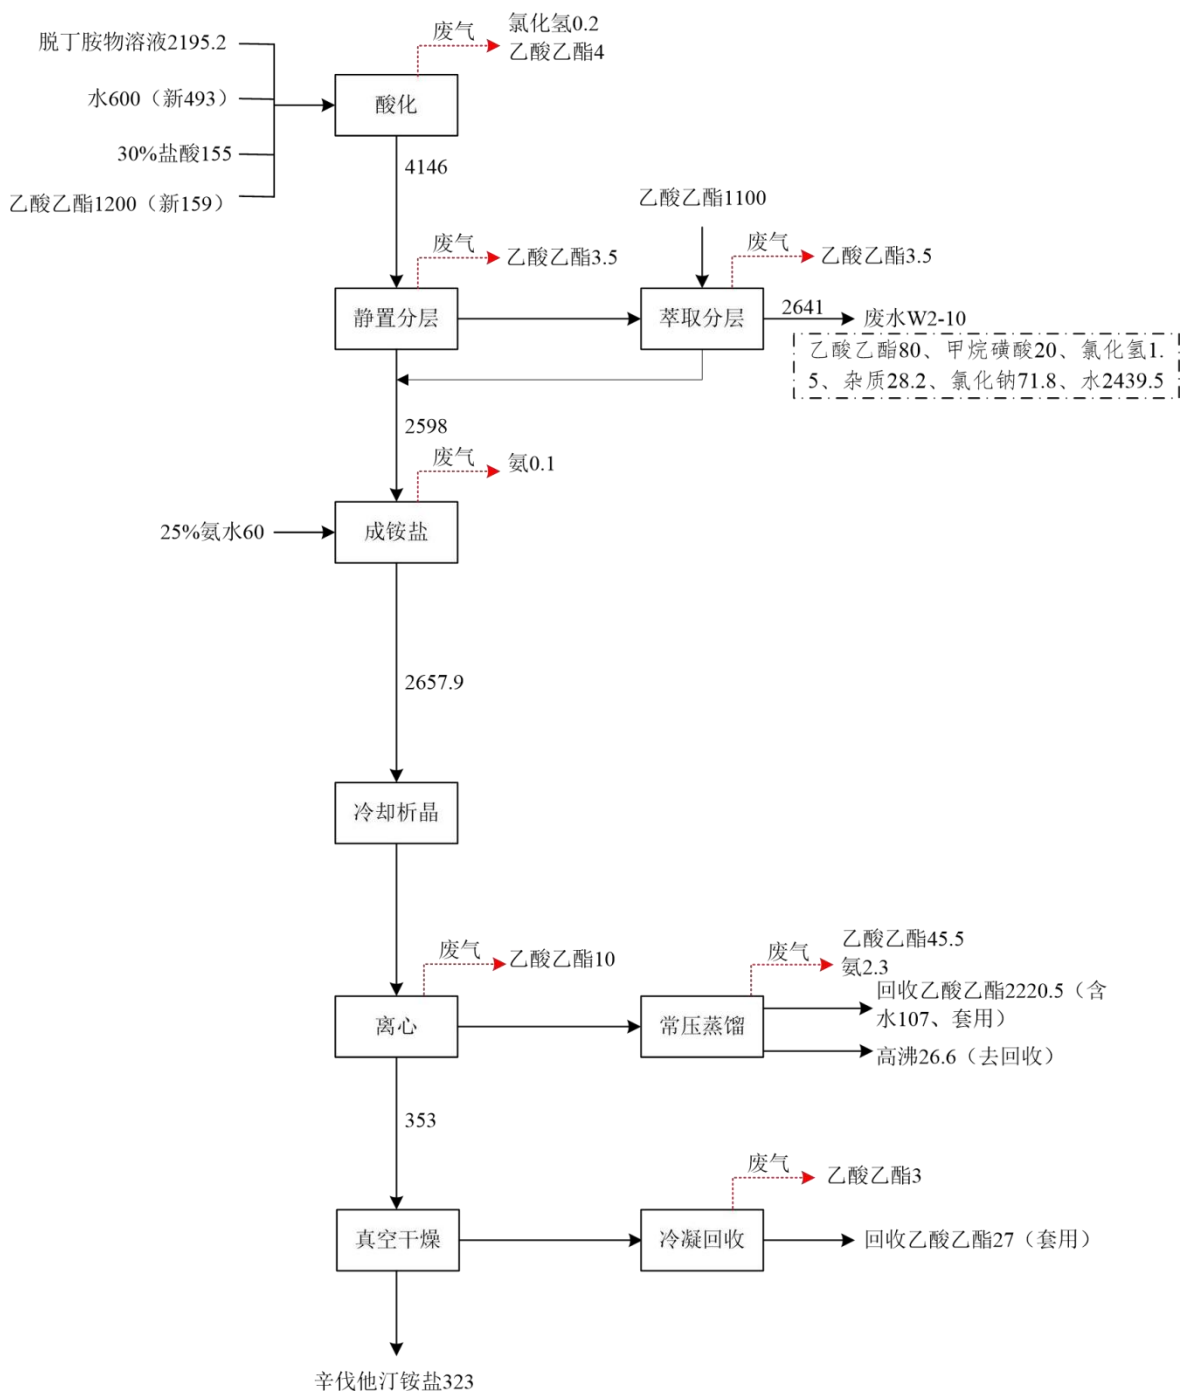 脱丁胺物溶液2195.2
水600（新493）
30%盐酸155
乙酸乙酯1200（新159）
酸化
废气
氯化氢0.2
乙酸乙酯4
4146
静置分层
废气
乙酸乙酯3.5
乙酸乙酯1100
萃取分层
废气
乙酸乙酯3.5
2641
废水W2-10
乙酸乙酯80、甲烷磺酸20、氯化氢1.
5、杂质28.2、氯化钠71.8、水2439.5
2598
废气
氨0.1
25%氨水60
成铵盐
2657.9
冷却析晶
离心
废气
乙酸乙酯10
常压蒸馏
废气
乙酸乙酯45.5
氨2.3
回收乙酸乙酯2220.5（含
水107、套用）
高沸26.6（去回收）
353
真空干燥
冷凝回收
废气
乙酸乙酯3
回收乙酸乙酯27（套用）
辛伐他汀铵盐323